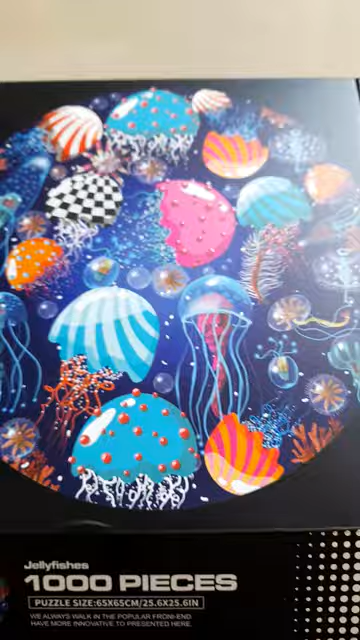 Jellyfishes
1000 PIECES
PUZZLE SIZE:65X65CM/25.6X25.6IN
WE ALWAYS WALK IN THE POPULAR FRONI-END
HAVE MORE INNOVATIVE TO PRESENTED HERE.